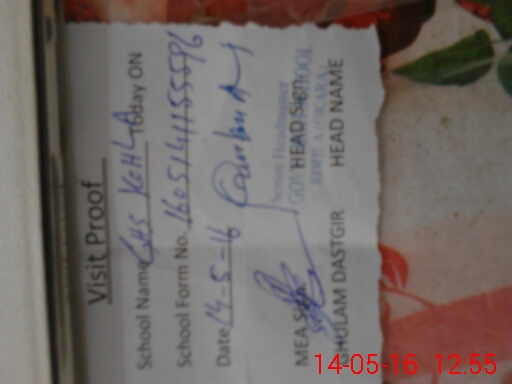 Visit Proof
School Name GHS KOHLA Today ON
School Form No. 16051411555596
Date 14-5-16
Senior Headmaster
MEA Sign HEAD Sign
GOVT HIGH SCHOOL
KOHLA OKARA
GHULAM DASTGIR HEAD NAME
14-05-16 12:55